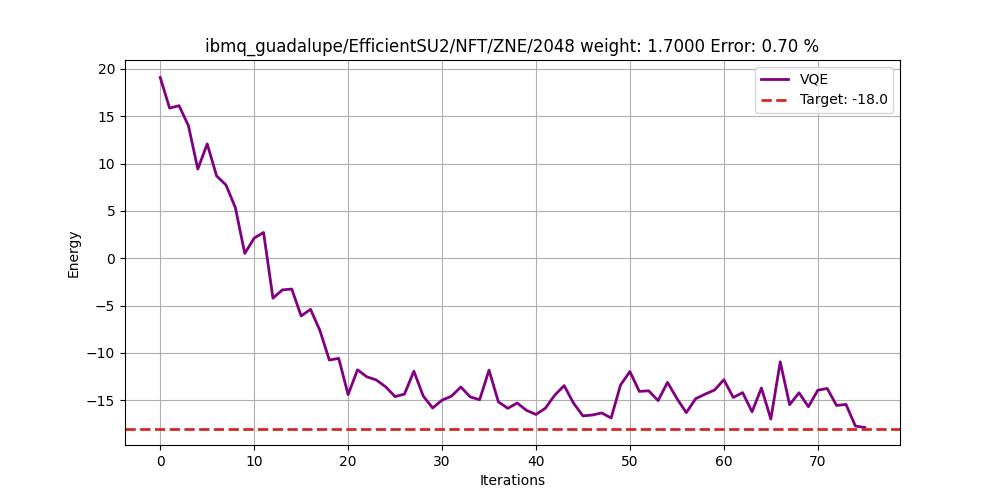 ibmq_guadalupe/EfficientSU2/NFT/ZNE/2048 weight: 1.7000 Error: 0.70 %
VQE
Target: -18.0
20
15
10
5
0
−5
−10
−15
Energy
0 10 20 30 40 50 60 70
Iterations